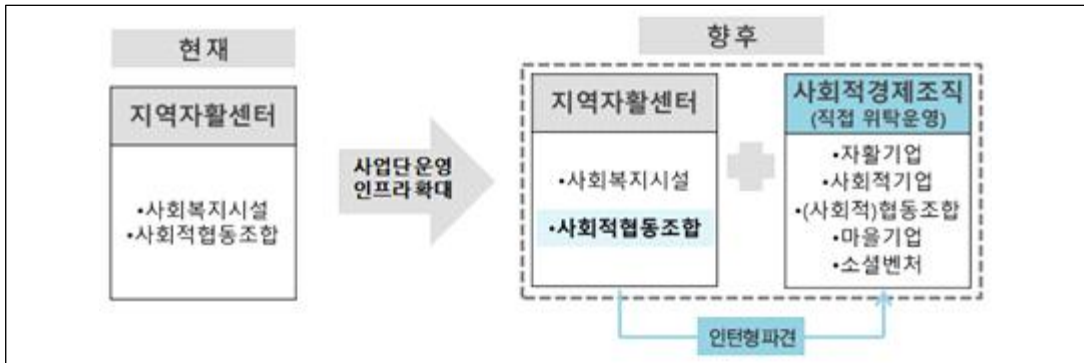 현재
지역자활센터
•사회복지시설
•사회적협동조합
사업단 운영
인프라 확대
향후
지역자활센터
•사회복지시설
•사회적협동조합
사회적경제조직
(직접 위탁운영)
•자활기업
•사회적기업
•(사회적)협동조합
•마을기업
•소셜벤처
인턴형파견